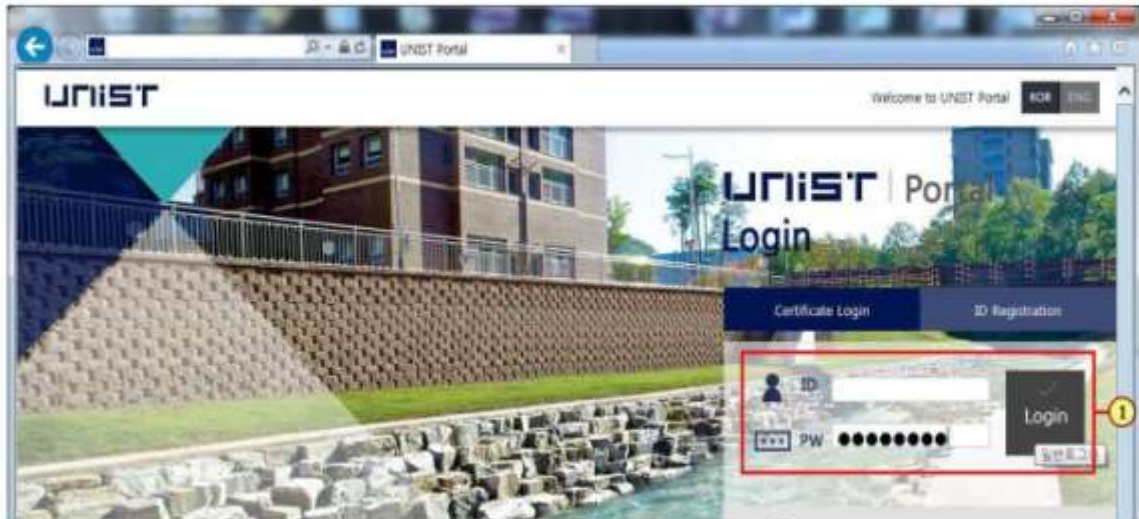 UNIST Portal
UNIST
Welcome to UNIST Portal
KOR ENG
UNIST Portal
Login
Certificate Login
ID Registration
ID
PW
Login
1
일반로그